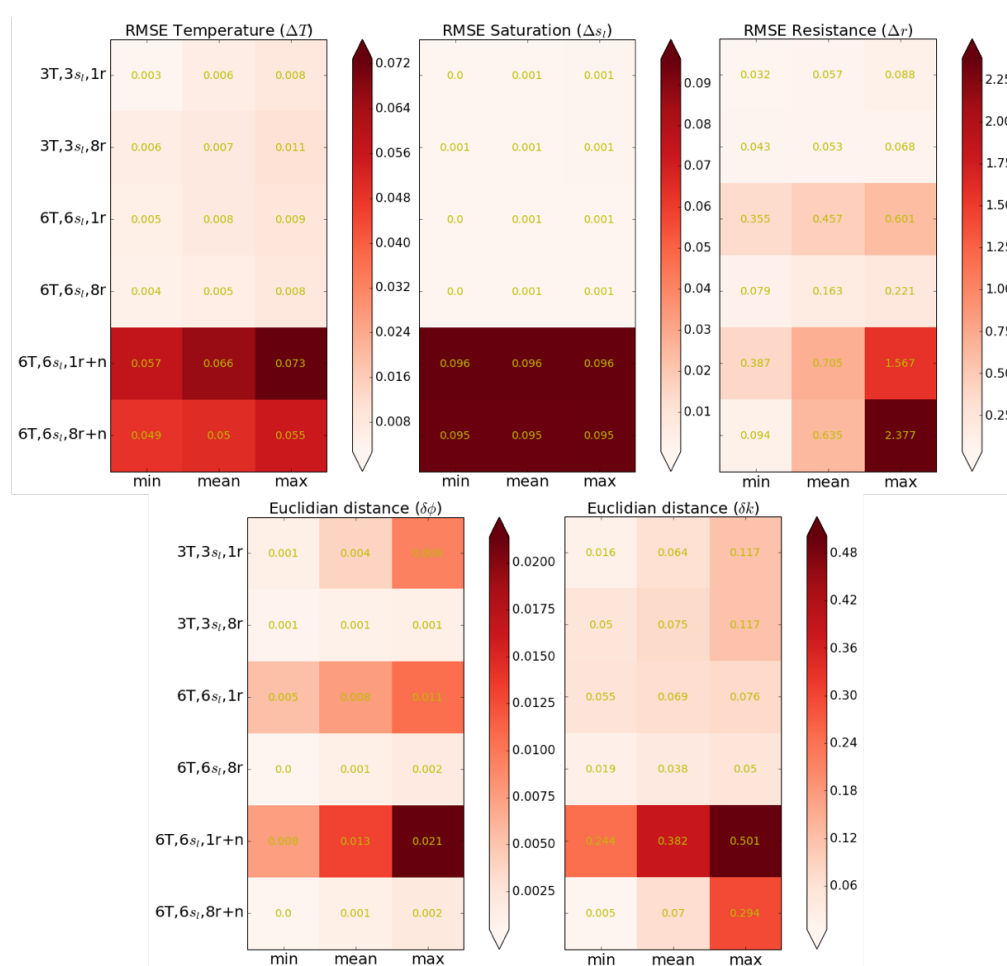 RMSE Temperature (ΔT) RMSE Saturation (Δsₗ) RMSE Resistance (Δr)
3T,3sₗ,1r 0.003 0.006 0.008 0.0 0.001 0.001 0.032 0.057 0.088
3T,3sₗ,8r 0.006 0.007 0.011 0.001 0.001 0.001 0.043 0.053 0.068
6T,6sₗ,1r 0.005 0.008 0.009 0.0 0.001 0.001 0.355 0.457 0.601
6T,6sₗ,8r 0.004 0.005 0.008 0.0 0.001 0.001 0.079 0.163 0.221
6T,6sₗ,1r+n 0.057 0.066 0.073 0.096 0.096 0.096 0.387 0.705 1.567
6T,6sₗ,8r+n 0.049 0.05 0.055 0.095 0.095 0.095 0.094 0.635 2.377
min mean max min mean max min mean max
0.072
0.064
0.056
0.048
0.040
0.032
0.024
0.016
0.008
0.09
0.08
0.07
0.06
0.05
0.04
0.03
0.02
0.01
2.25
2.00
1.75
1.50
1.25
1.00
0.75
0.50
0.25
Euclidian distance (δϕ) Euclidian distance (δk)
3T,3sₗ,1r 0.001 0.004 0.016 0.064 0.117
3T,3sₗ,8r 0.001 0.001 0.001 0.05 0.075 0.117
6T,6sₗ,1r 0.005 0.008 0.011 0.055 0.069 0.076
6T,6sₗ,8r 0.0 0.001 0.002 0.019 0.038 0.05
6T,6sₗ,1r+n 0.008 0.013 0.021 0.244 0.382 0.501
6T,6sₗ,8r+n 0.0 0.001 0.002 0.005 0.07 0.294
min mean max min mean max
0.0200
0.0175
0.0150
0.0125
0.0100
0.0075
0.0050
0.0025
0.48
0.42
0.36
0.30
0.24
0.18
0.12
0.06